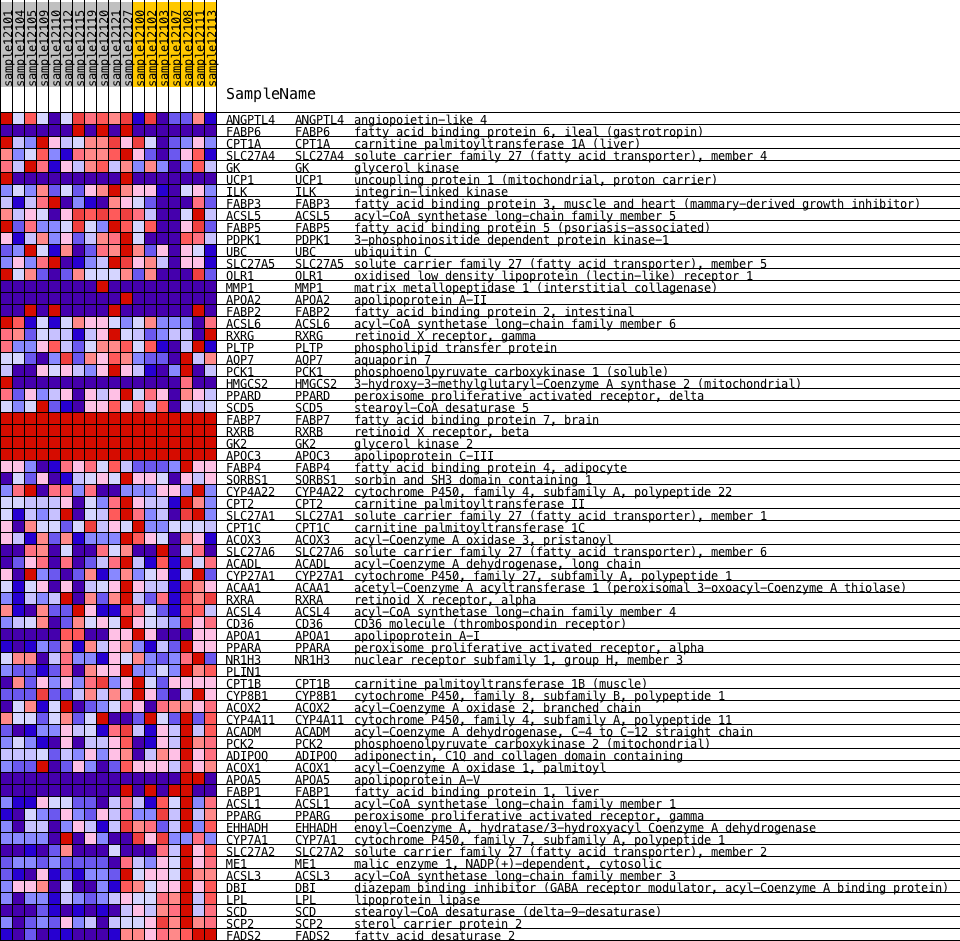 sample12101
sample12104
sample12105
sample12109
sample12110
sample12112
sample12115
sample12119
sample12120
sample12121
sample12127
sample12100
sample12102
sample12103
sample12107
sample12108
sample12111
sample12113
SampleName
ANGPTL4 ANGPTL4 angiopoietin-like 4
FABP6 FABP6 fatty acid binding protein 6, ileal (gastrotropin)
CPT1A CPT1A carnitine palmitoyltransferase 1A (liver)
SLC27A4 SLC27A4 solute carrier family 27 (fatty acid transporter), member 4
GK GK glycerol kinase
UCP1 UCP1 uncoupling protein 1 (mitochondrial, proton carrier)
ILK ILK integrin-linked kinase
FABP3 FABP3 fatty acid binding protein 3, muscle and heart (mammary-derived growth inhibitor)
ACSL5 ACSL5 acyl-CoA synthetase long-chain family member 5
FABP5 FABP5 fatty acid binding protein 5 (psoriasis-associated)
PDPK1 PDPK1 3-phosphoinositide dependent protein kinase-1
UBC UBC ubiquitin C
SLC27A5 SLC27A5 solute carrier family 27 (fatty acid transporter), member 5
OLR1 OLR1 oxidised low density lipoprotein (lectin-like) receptor 1
MMP1 MMP1 matrix metallopeptidase 1 (interstitial collagenase)
APOA2 APOA2 apolipoprotein A-II
FABP2 FABP2 fatty acid binding protein 2, intestinal
ACSL6 ACSL6 acyl-CoA synthetase long-chain family member 6
RXRG RXRG retinoid X receptor, gamma
PLTP PLTP phospholipid transfer protein
AQP7 AQP7 aquaporin 7
PCK1 PCK1 phosphoenolpyruvate carboxykinase 1 (soluble)
HMGCS2 HMGCS2 3-hydroxy-3-methylglutaryl-Coenzyme A synthase 2 (mitochondrial)
PPARD PPARD peroxisome proliferative activated receptor, delta
SCD5 SCD5 stearoyl-CoA desaturase 5
FABP7 FABP7 fatty acid binding protein 7, brain
RXRB RXRB retinoid X receptor, beta
GK2 GK2 glycerol kinase 2
APOC3 APOC3 apolipoprotein C-III
FABP4 FABP4 fatty acid binding protein 4, adipocyte
SORBS1 SORBS1 sorbin and SH3 domain containing 1
CYP4A22 CYP4A22 cytochrome P450, family 4, subfamily A, polypeptide 22
CPT2 CPT2 carnitine palmitoyltransferase II
SLC27A1 SLC27A1 solute carrier family 27 (fatty acid transporter), member 1
CPT1C CPT1C carnitine palmitoyltransferase 1C
ACOX3 ACOX3 acyl-Coenzyme A oxidase 3, pristanoyl
SLC27A6 SLC27A6 solute carrier family 27 (fatty acid transporter), member 6
ACADL ACADL acyl-Coenzyme A dehydrogenase, long chain
CYP27A1 CYP27A1 cytochrome P450, family 27, subfamily A, polypeptide 1
ACAA1 ACAA1 acetyl-Coenzyme A acyltransferase 1 (peroxisomal 3-oxoacyl-Coenzyme A thiolase)
RXRA RXRA retinoid X receptor, alpha
ACSL4 ACSL4 acyl-CoA synthetase long-chain family member 4
CD36 CD36 CD36 molecule (thrombospondin receptor)
APOA1 APOA1 apolipoprotein A-I
PPARA PPARA peroxisome proliferative activated receptor, alpha
NR1H3 NR1H3 nuclear receptor subfamily 1, group H, member 3
PLIN1
CPT1B CPT1B carnitine palmitoyltransferase 1B (muscle)
CYP8B1 CYP8B1 cytochrome P450, family 8, subfamily B, polypeptide 1
ACOX2 ACOX2 acyl-Coenzyme A oxidase 2, branched chain
CYP4A11 CYP4A11 cytochrome P450, family 4, subfamily A, polypeptide 11
ACADM ACADM acyl-Coenzyme A dehydrogenase, C-4 to C-12 straight chain
PCK2 PCK2 phosphoenolpyruvate carboxykinase 2 (mitochondrial)
ADIPOQ ADIPOQ adiponectin, C1Q and collagen domain containing
ACOX1 ACOX1 acyl-Coenzyme A oxidase 1, palmitoyl
APOA5 APOA5 apolipoprotein A-V
FABP1 FABP1 fatty acid binding protein 1, liver
ACSL1 ACSL1 acyl-CoA synthetase long-chain family member 1
PPARG PPARG peroxisome proliferative activated receptor, gamma
EHHADH EHHADH enoyl-Coenzyme A, hydratase/3-hydroxyacyl Coenzyme A dehydrogenase
CYP7A1 CYP7A1 cytochrome P450, family 7, subfamily A, polypeptide 1
SLC27A2 SLC27A2 solute carrier family 27 (fatty acid transporter), member 2
ME1 ME1 malic enzyme 1, NADP(+)-dependent, cytosolic
ACSL3 ACSL3 acyl-CoA synthetase long-chain family member 3
DBI DBI diazepam binding inhibitor (GABA receptor modulator, acyl-Coenzyme A binding protein)
LPL LPL lipoprotein lipase
SCD SCD stearoyl-CoA desaturase (delta-9-desaturase)
SCP2 SCP2 sterol carrier protein 2
FADS2 FADS2 fatty acid desaturase 2